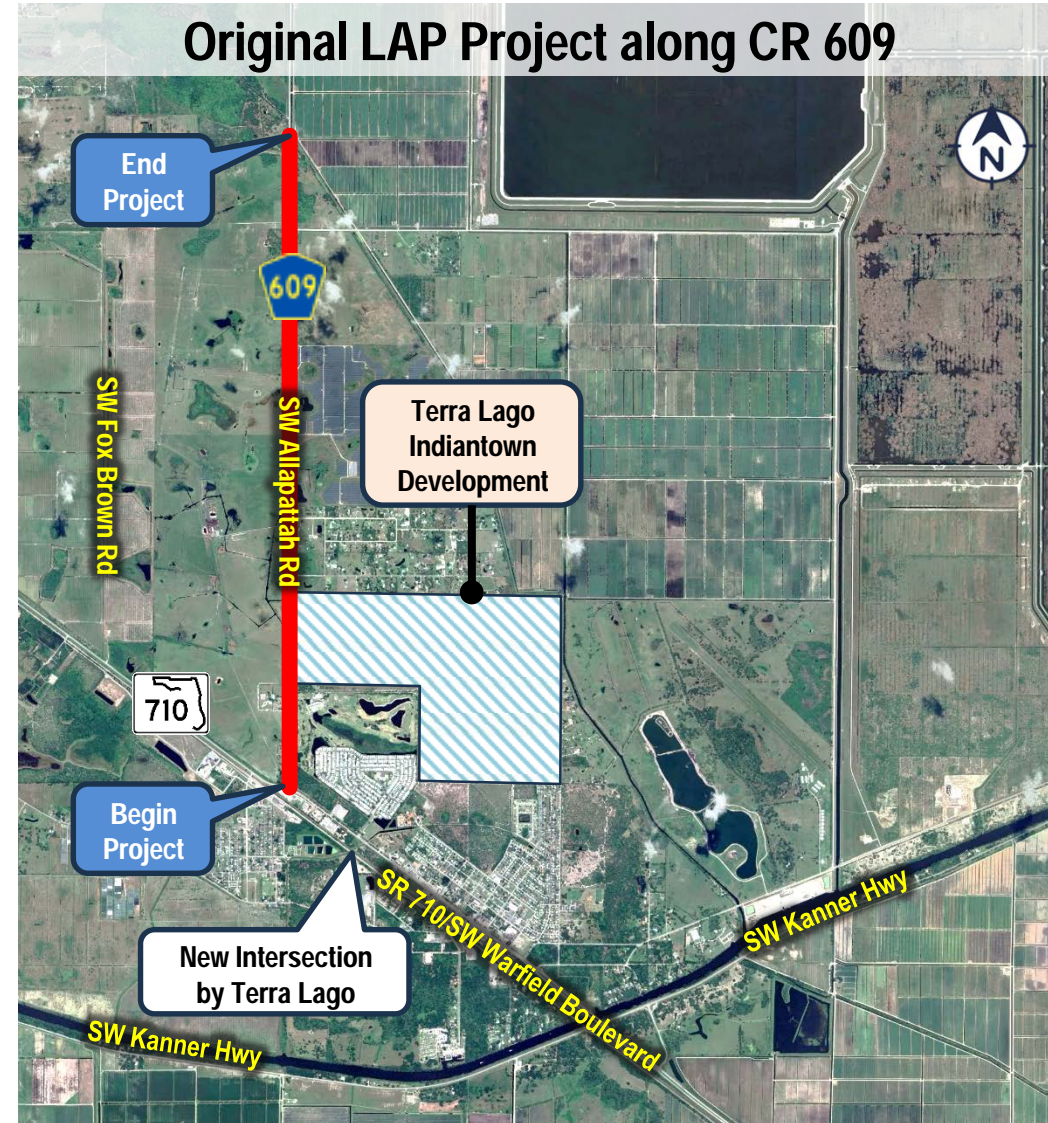 Original LAP Project along CR 609
End
Project
N
609
SW Fox Brown Rd
SW Allapattah Rd
Terra Lago
Indiantown
Development
710
Begin
Project
New Intersection
by Terra Lago
SR 710/SW Warfield Boulevard
SW Kanner Hwy
SW Kanner Hwy